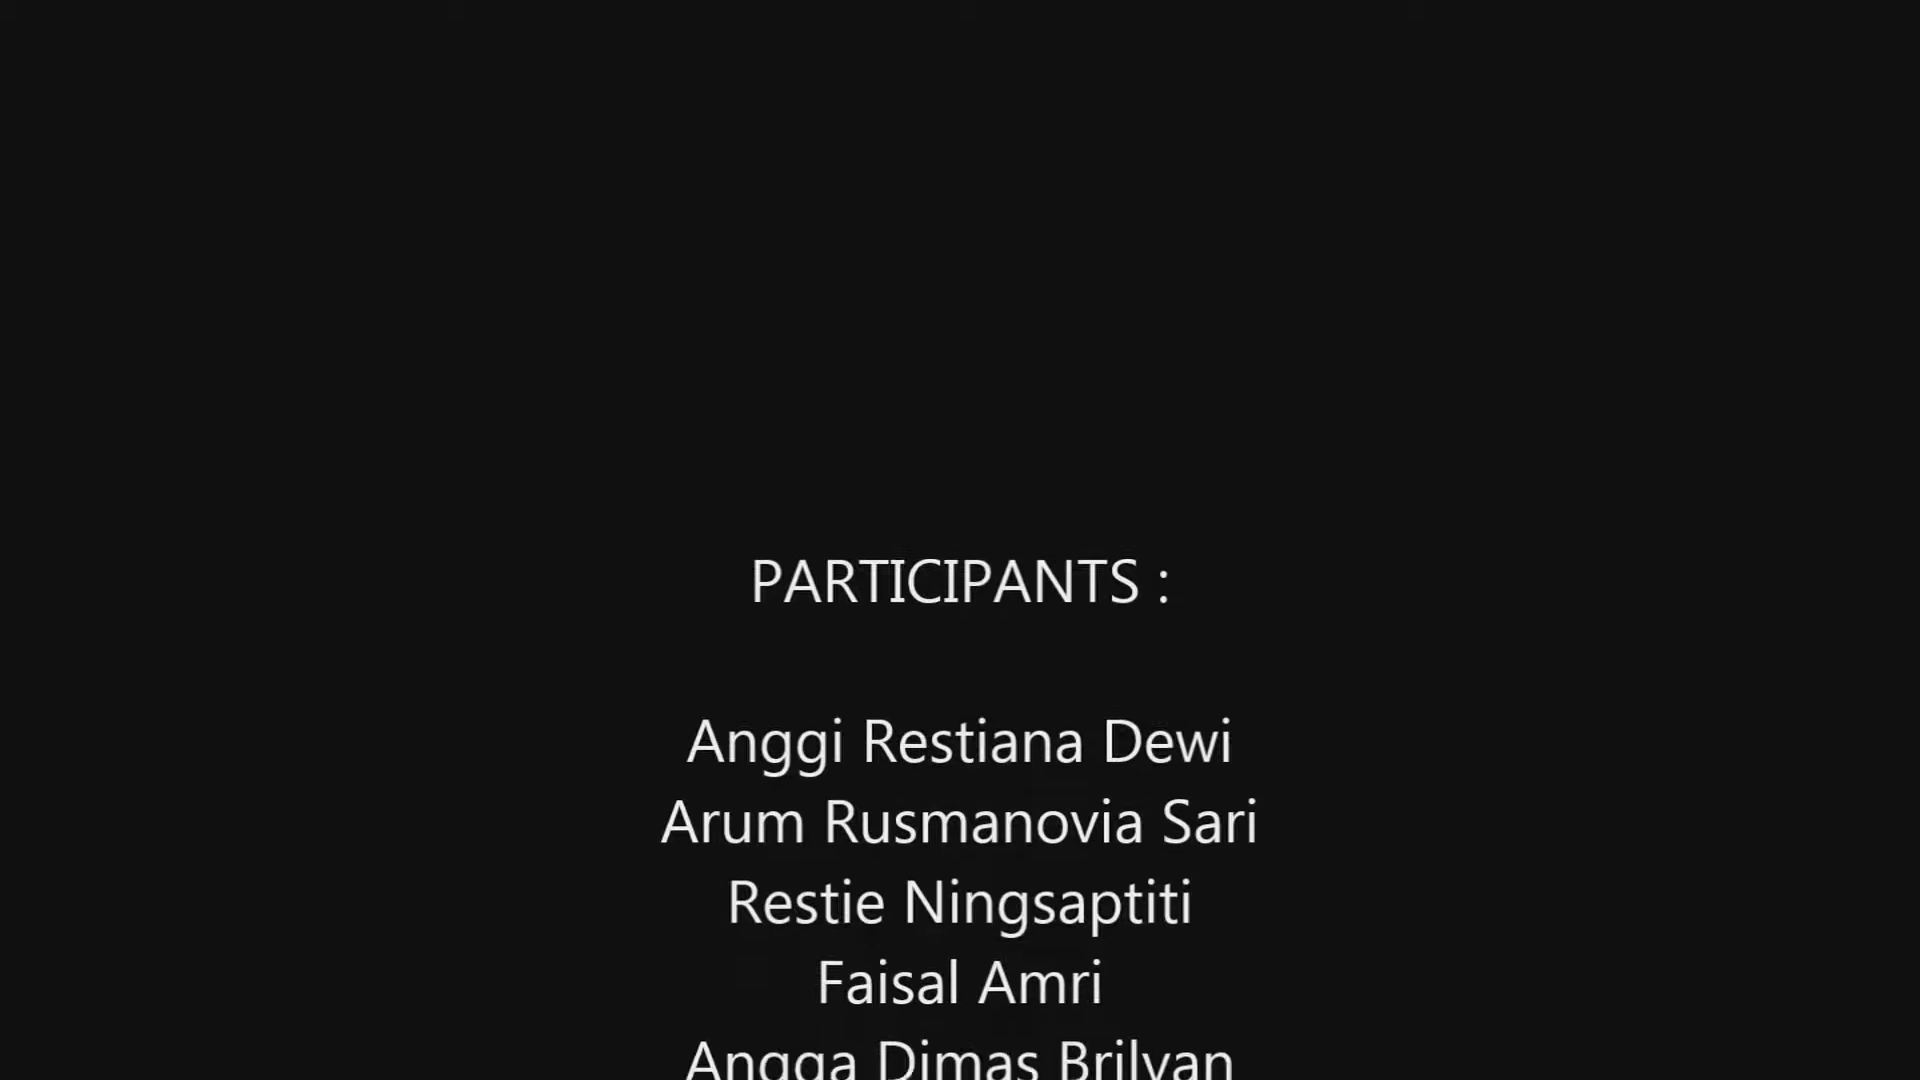 PARTICIPANTS :
Anggi Restiana Dewi
Arum Rusmanovia Sari
Restie Ningsaptiti
Faisal Amri
Angga Dimas Brilyan